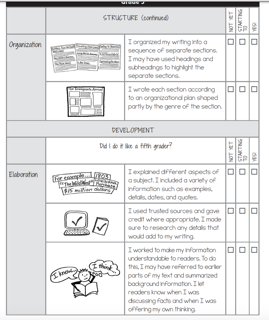 Grade 5
STRUCTURE (continued)
NOT YET
STARTING TO
YES!
Organization
I organized my writing into a
sequence of separate sections.
I may have used headings and
subheadings to highlight the
separate sections.
I wrote each section according
to an organizational plan shaped
partly by the genre of the section.
DEVELOPMENT
Did I do it like a fifth grader?
NOT YET
STARTING TO
YES!
Elaboration
For example...
1803
"The Westward
$15 million dollars
I explained different aspects of
a subject. I included a variety of
information such as examples,
details, dates, and quotes.
I used trusted sources and gave
credit where appropriate. I made
sure to research any details that
would add to my writing.
I know...
I think...
I worked to make my information
understandable to readers. To do
this, I may have referred to earlier
parts of my text and summarized
background information. I let
readers know when I was
discussing facts and when I was
offering my own thinking.